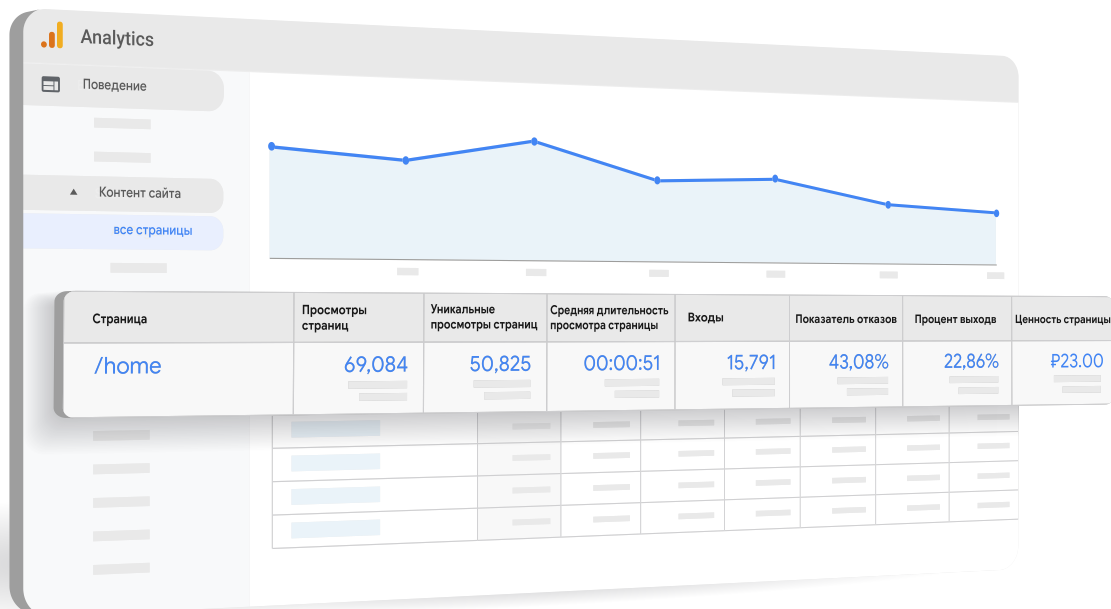 Analytics
Поведение
Контент сайта
все страницы
Страница
Просмотры
страниц
Уникальные
просмотры страниц
Средняя длительность
просмотра страницы
Входы
Показатель отказов
Процент выходв
Ценность страницы
/home
69,084
50,825
00:00:51
15,791
43,08%
22,86%
₽23.00